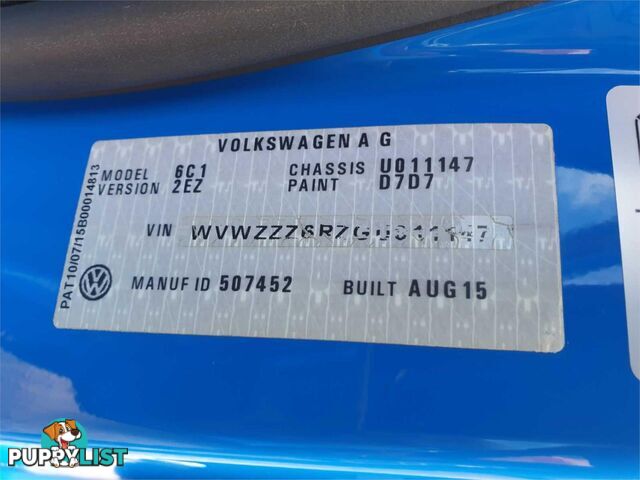 VOLKSWAGEN A G
MODEL 6C1 CHASSIS U011147
VERSION 2EZ PAINT D7D7
VIN WVWZZZ6RZGU011147
MANUF ID 507452 BUILT AUG15
PAT10/07/15B00014813
PUPPYLIST